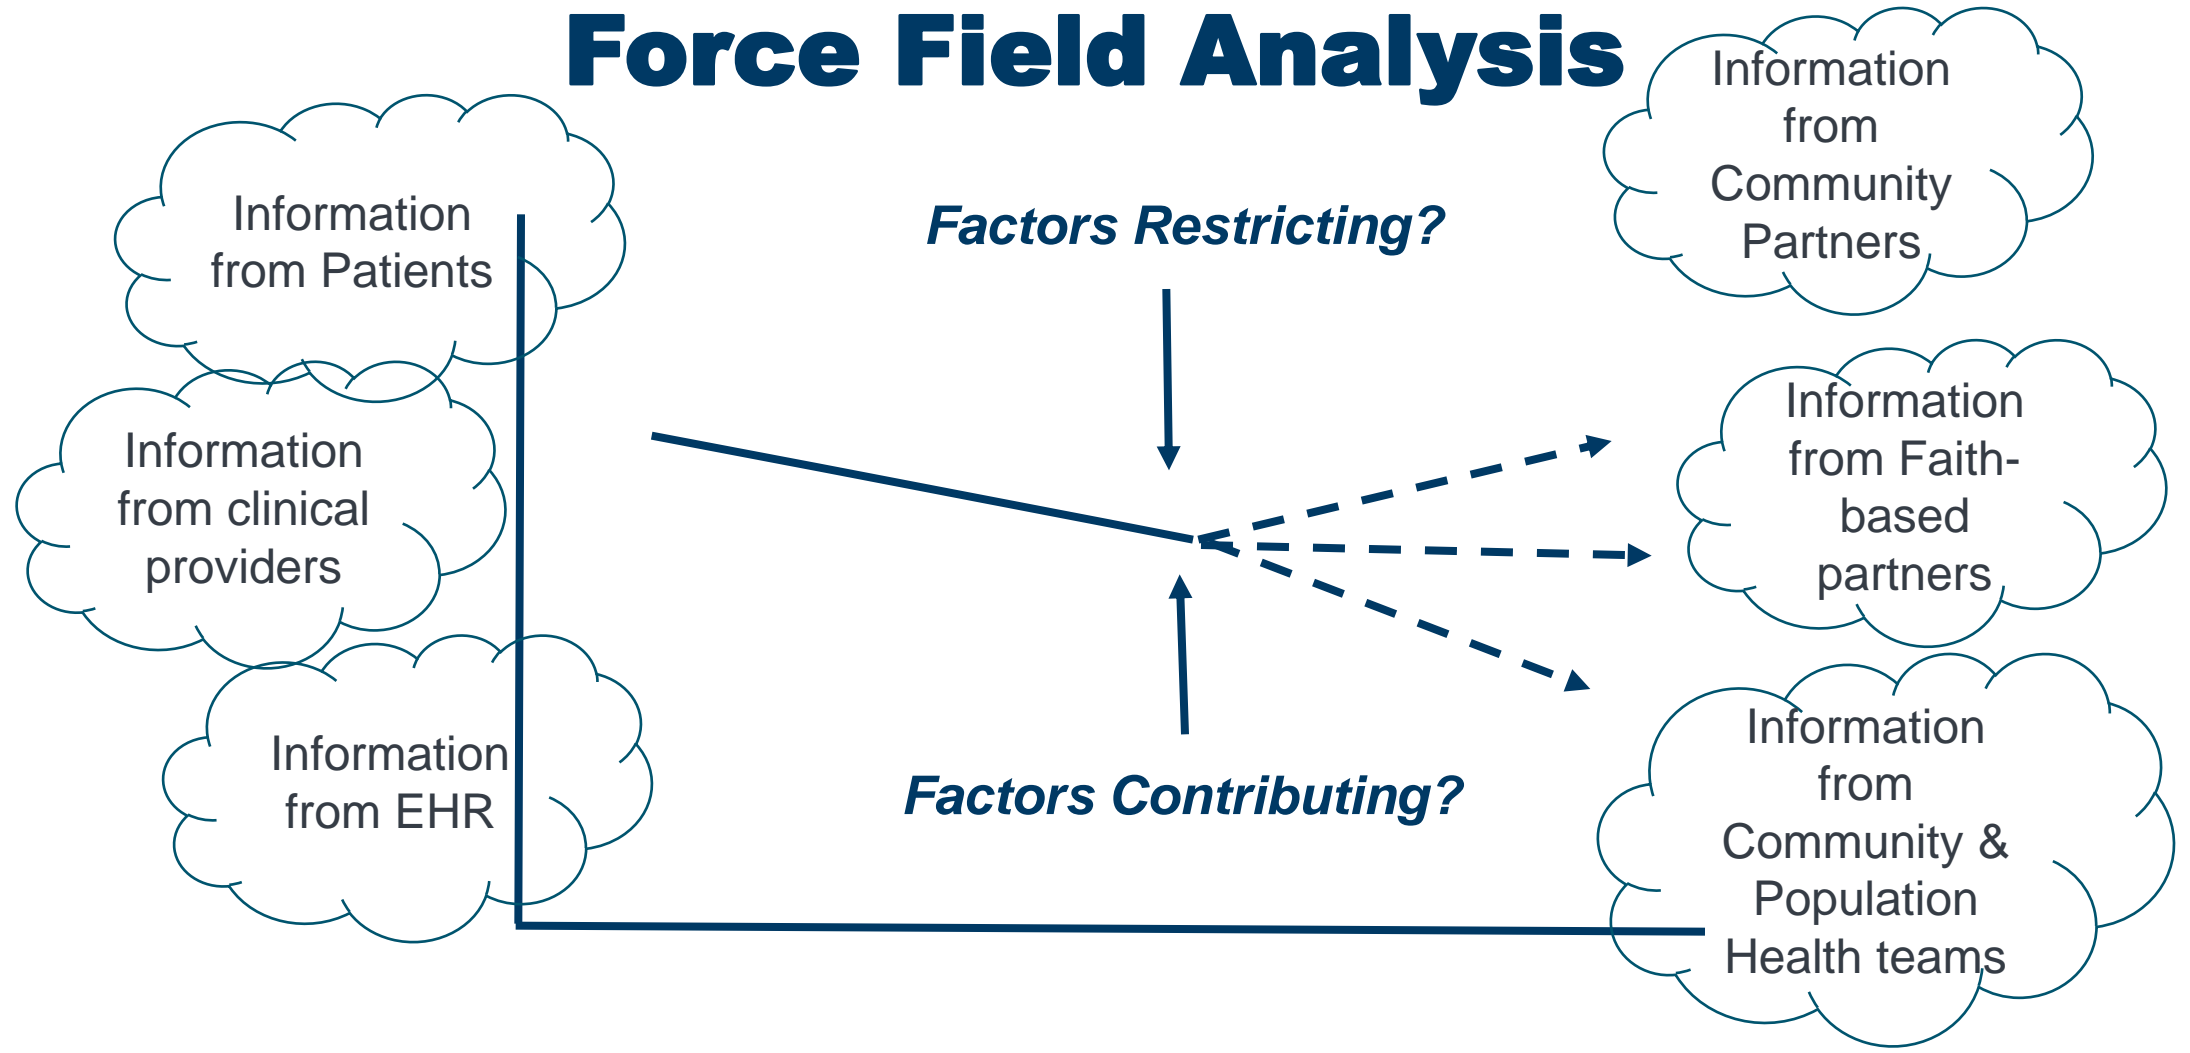 Force Field Analysis
Information
from Patients
Information
from clinical
providers
Information
from EHR
Factors Restricting?
Factors Contributing?
Information
from
Community
Partners
Information
from Faith-
based
partners
Information
from
Community &
Population
Health teams